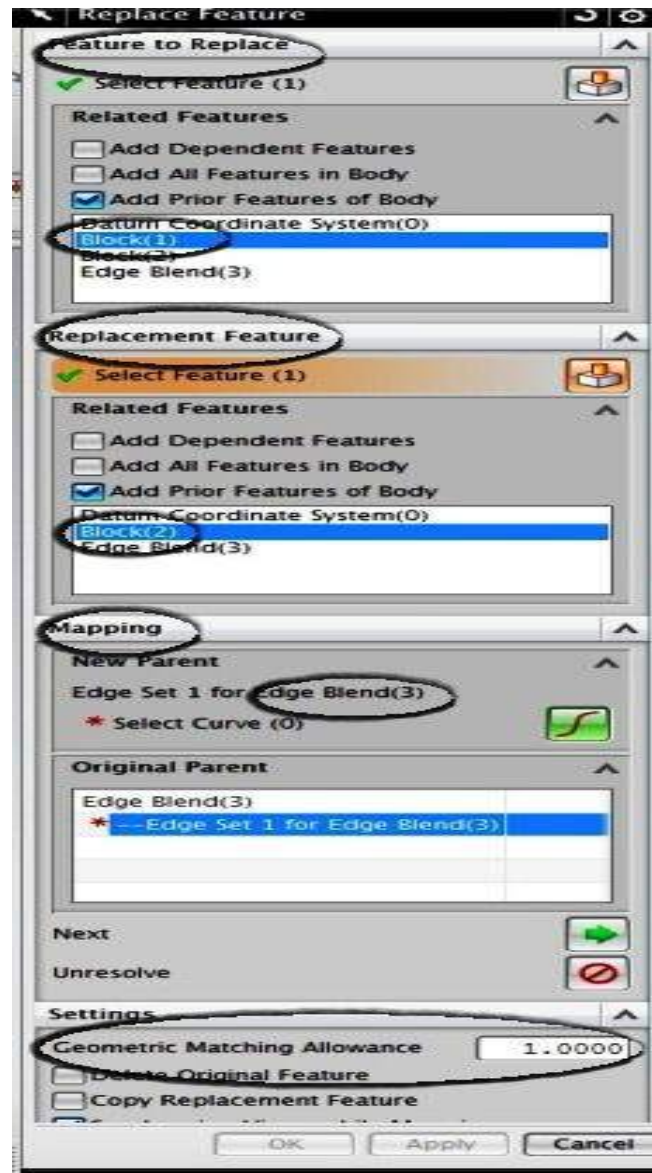 Replace Feature
Feature to Replace
Select Feature (1)
Related Features
Add Dependent Features
Add All Features in Body
Add Prior Features of Body
Datum Coordinate System(0)
Block(1)
Block(2)
Edge Blend(3)
Replacement Feature
Select Feature (1)
Related Features
Add Dependent Features
Add All Features in Body
Add Prior Features of Body
Datum Coordinate System(0)
Block(2)
Edge Blend(3)
Mapping
New Parent
Edge Set 1 for Edge Blend(3)
* Select Curve (0)
Original Parent
Edge Blend(3)
* --Edge Set 1 for Edge Blend(3)
Next
Unresolve
Settings
Geometric Matching Allowance 1.0000
Delete Original Feature
Copy Replacement Feature
OK Apply Cancel